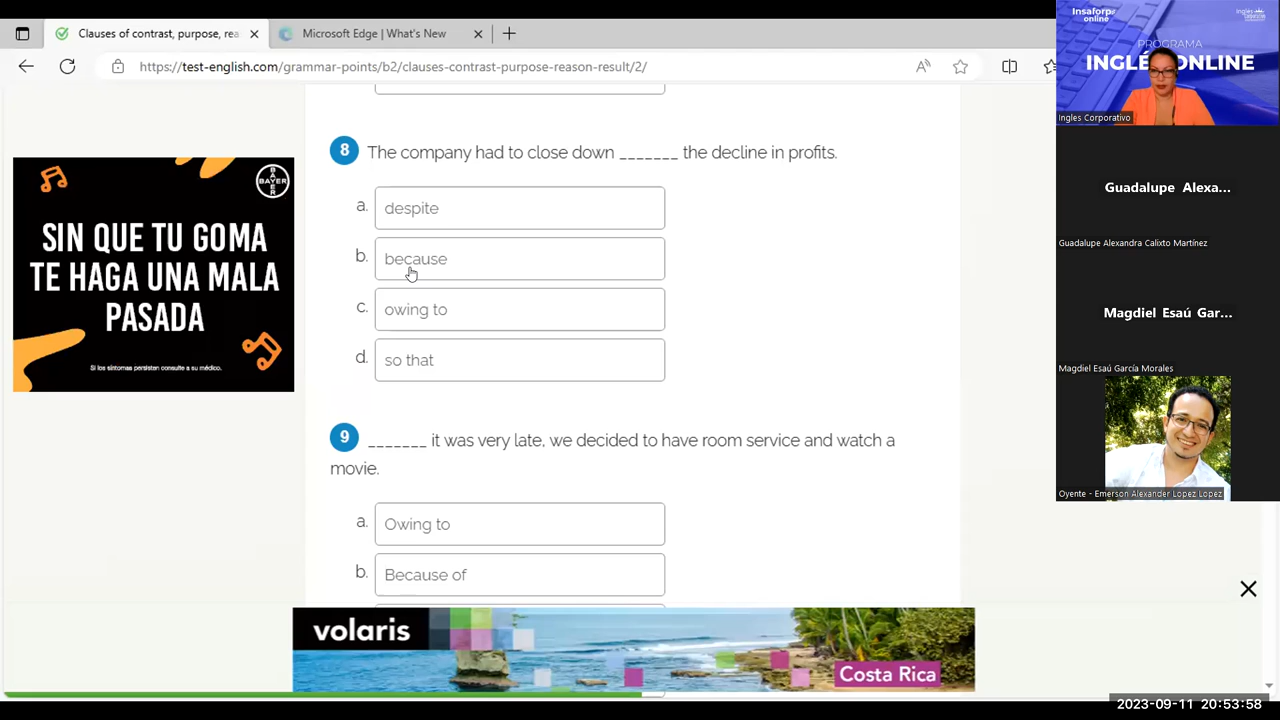 Clauses of contrast, purpose, rea
Microsoft Edge | What's New
https://test-english.com/grammar-points/b2/clauses-contrast-purpose-reason-result/2/
8 The company had to close down _______ the decline in profits.
a. despite
b. because
c. owing to
d. so that
9 _______ it was very late, we decided to have room service and watch a
movie.
a. Owing to
b. Because of
BAYER
BAYER
SIN QUE TU GOMA
TE HAGA UNA MALA
PASADA
Si los síntomas persisten consulte a su médico.
volaris
Costa Rica
Insaforp
online
Inglés
PROGRAMA
INGLÉS ONLINE
Ingles Corporativo
Guadalupe Alexa...
Guadalupe Alexandra Calixto Martínez
Magdiel Esaú Gar...
Magdiel Esaú García Morales
Oyente - Emerson Alexander Lopez Lopez
2023-09-11 20:53:58